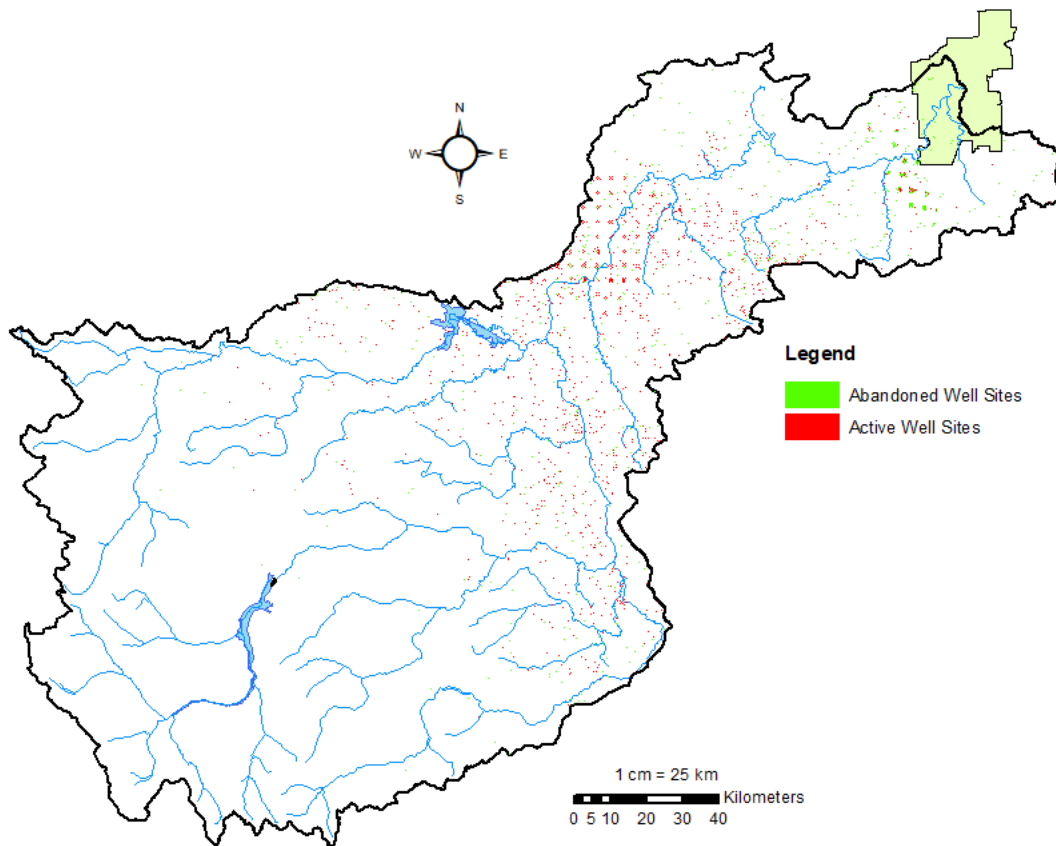 N
W E
S
Legend
Abandoned Well Sites
Active Well Sites
1 cm = 25 km
Kilometers
0 5 10 20 30 40